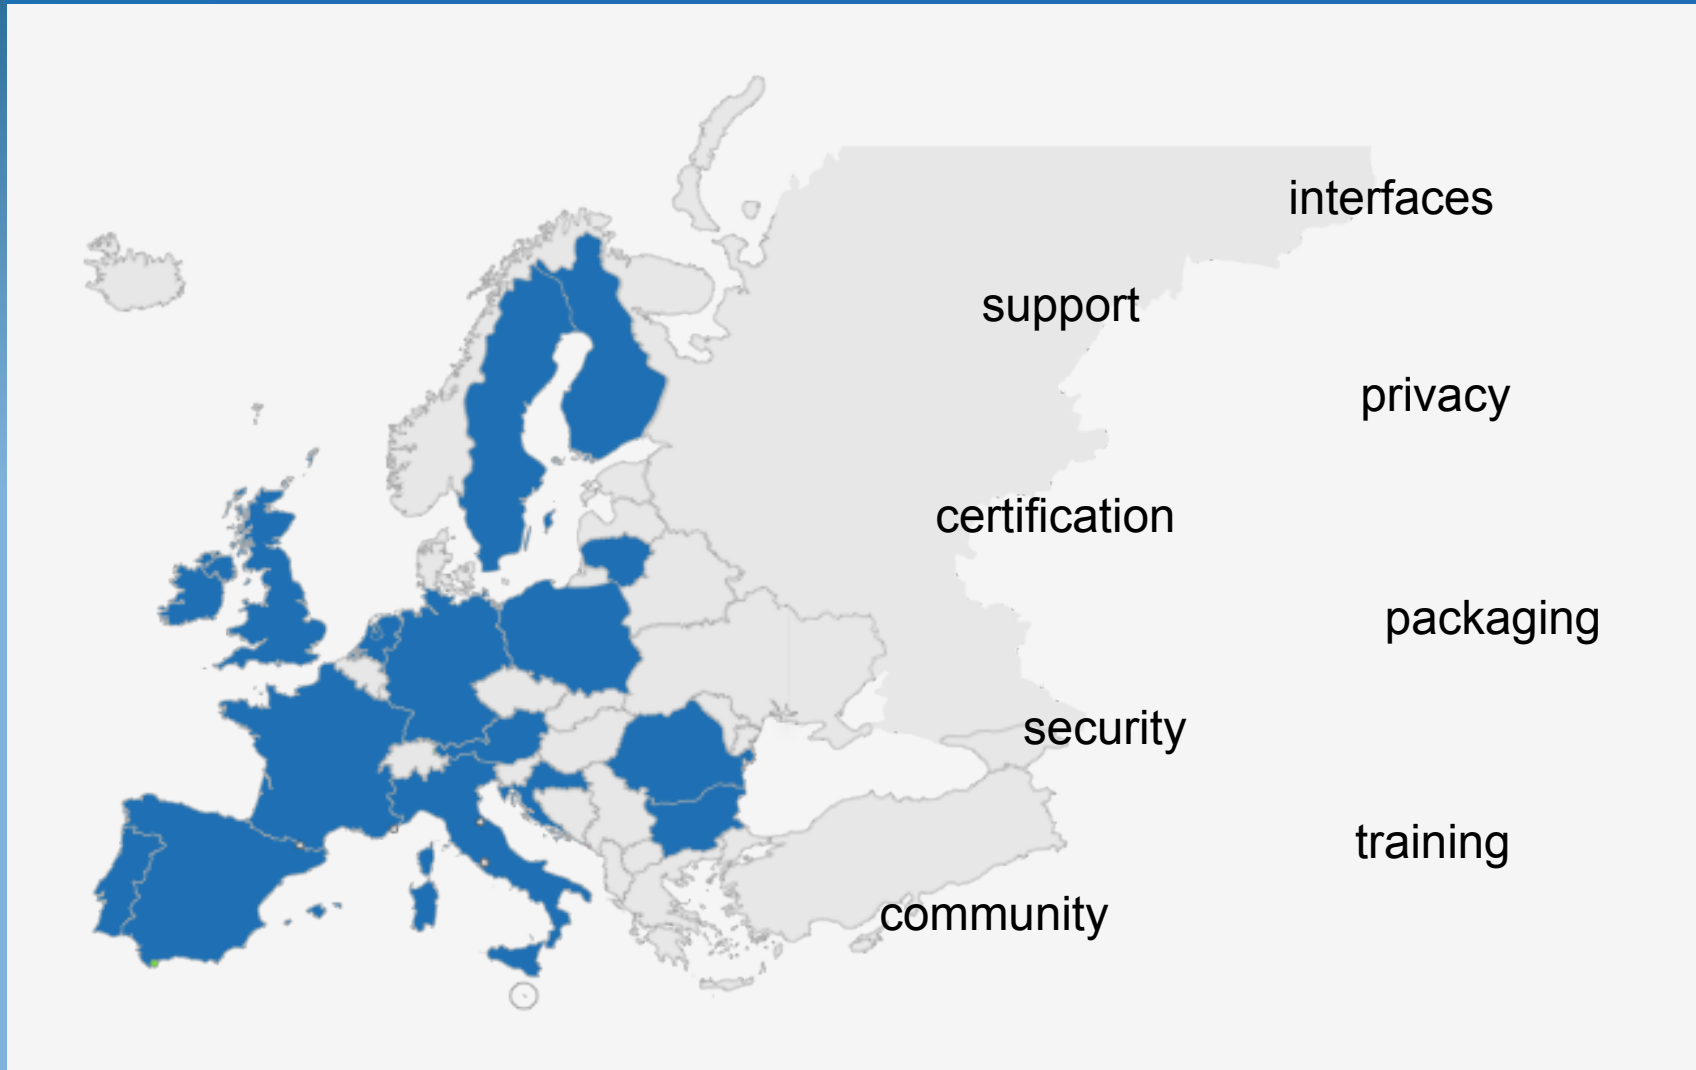 interfaces
support
privacy
certification
packaging
security
training
community